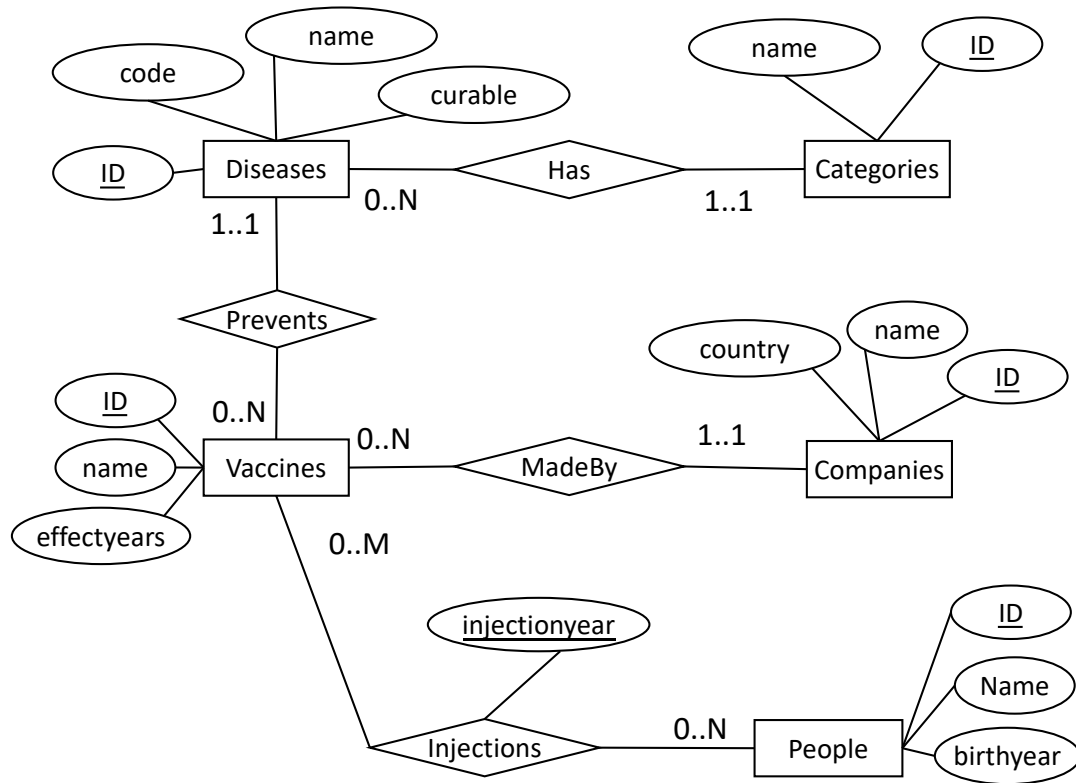 name
code
curable
ID
Diseases
0..N
Has
name
ID
Categories
1..1
1..1
Prevents
0..N
ID
name
effectyears
Vaccines
0..N
MadeBy
country
name
ID
1..1
Companies
0..M
injectionyear
Injections
0..N
People
ID
Name
birthyear